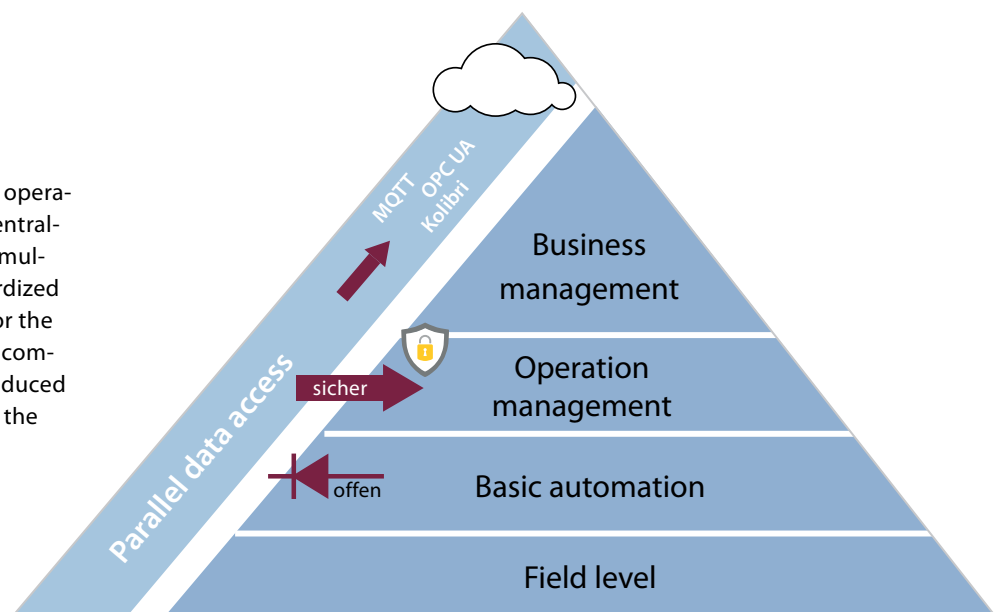 opera-
entral-
mul-
rdized
or the
com-
duced
the
MQTT
OPC UA
Kolibri
Parallel data access
Business
management
sicher
Operation
management
offen
Basic automation
Field level